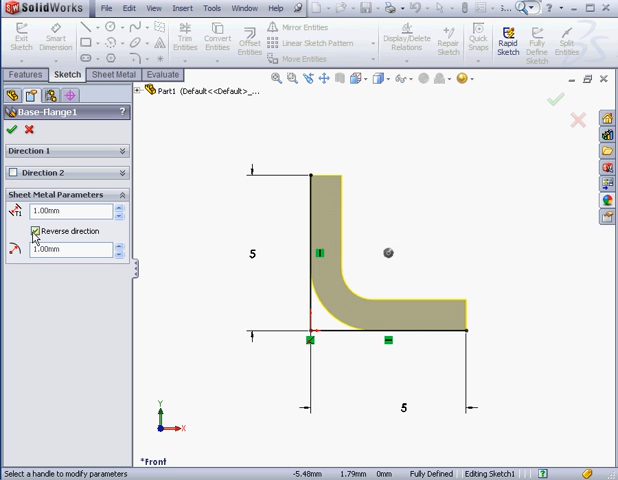 SolidWorks
File Edit View Insert Tools Window Help
Exit Sketch
Smart Dimension
Trim Entities
Convert Entities
Offset Entities
Mirror Entities
Linear Sketch Pattern
Move Entities
Display/Delete Relations
Repair Sketch
Quick Snaps
Rapid Sketch
Fully Define Sketch
Split Entities
Features Sketch Sheet Metal Evaluate
Part1 (Default<<Default>_...
Base-Flange1 ?
Direction 1
Direction 2
Sheet Metal Parameters
T1 1.00mm
Reverse direction
1.00mm
5
5
Y
X
*Front
Select a handle to modify parameters -5.48mm 1.79mm 0mm Fully Defined Editing Sketch1 ?